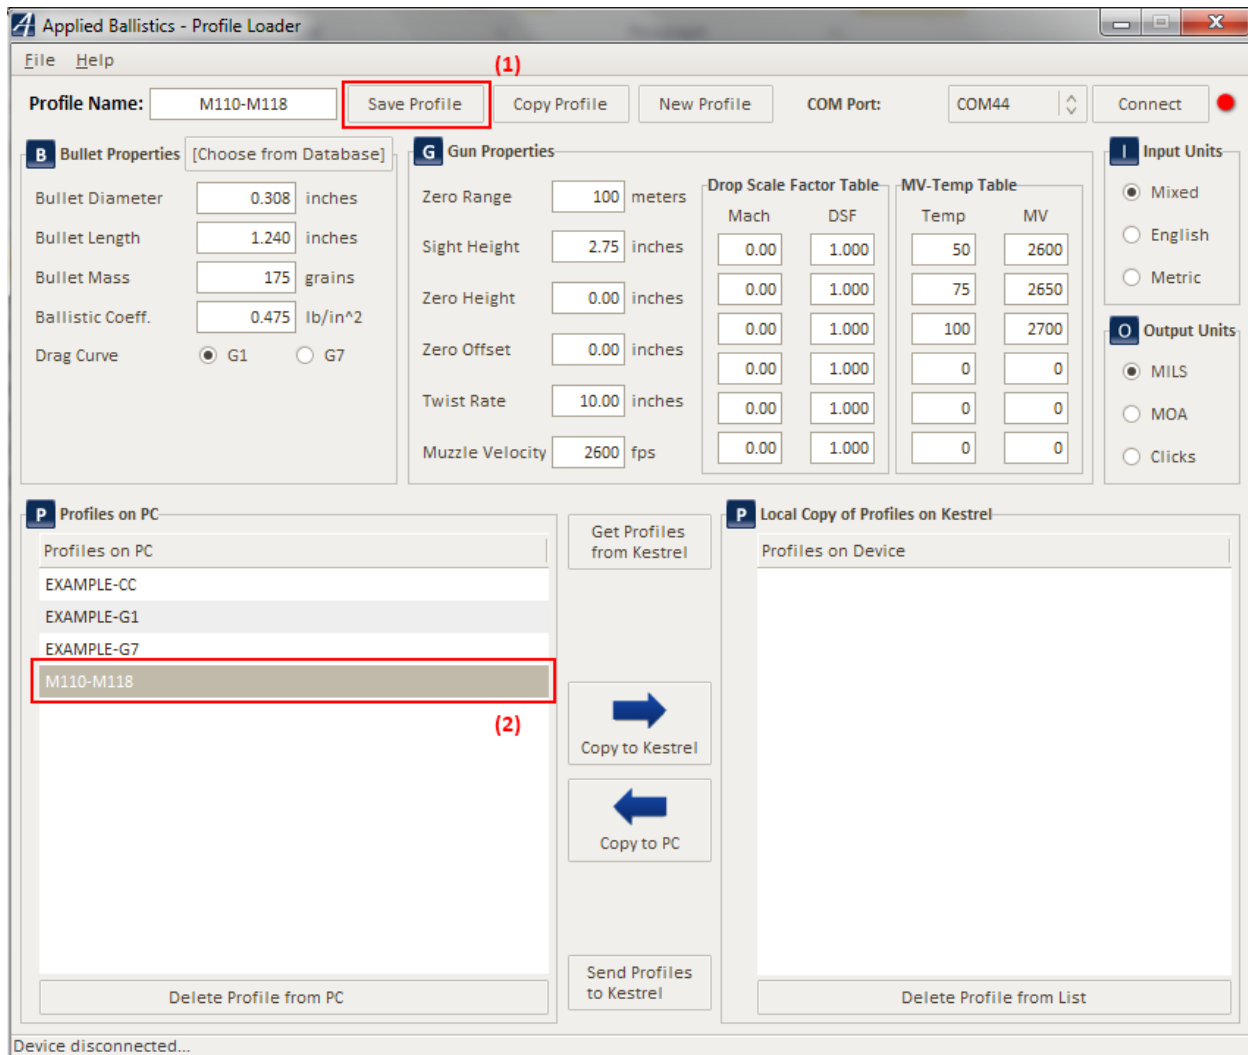 Applied Ballistics - Profile Loader
File Help
(1)
Profile Name: M110-M118 Save Profile Copy Profile New Profile COM Port: COM44 Connect
B Bullet Properties [Choose from Database]
Bullet Diameter 0.308 inches
Bullet Length 1.240 inches
Bullet Mass 175 grains
Ballistic Coeff. 0.475 lb/in^2
Drag Curve G1 G7
G Gun Properties
Zero Range 100 meters
Sight Height 2.75 inches
Zero Height 0.00 inches
Zero Offset 0.00 inches
Twist Rate 10.00 inches
Muzzle Velocity 2600 fps
Drop Scale Factor Table
Mach DSF
0.00 1.000
0.00 1.000
0.00 1.000
0.00 1.000
0.00 1.000
0.00 1.000
MV-Temp Table
Temp MV
50 2600
75 2650
100 2700
0 0
0 0
0 0
I Input Units
Mixed
English
Metric
O Output Units
MILS
MOA
Clicks
P Profiles on PC
Profiles on PC
EXAMPLE-CC
EXAMPLE-G1
EXAMPLE-G7
M110-M118
(2)
Delete Profile from PC
Get Profiles
from Kestrel
Copy to Kestrel
Copy to PC
Send Profiles
to Kestrel
P Local Copy of Profiles on Kestrel
Profiles on Device
Delete Profile from List
Device disconnected...